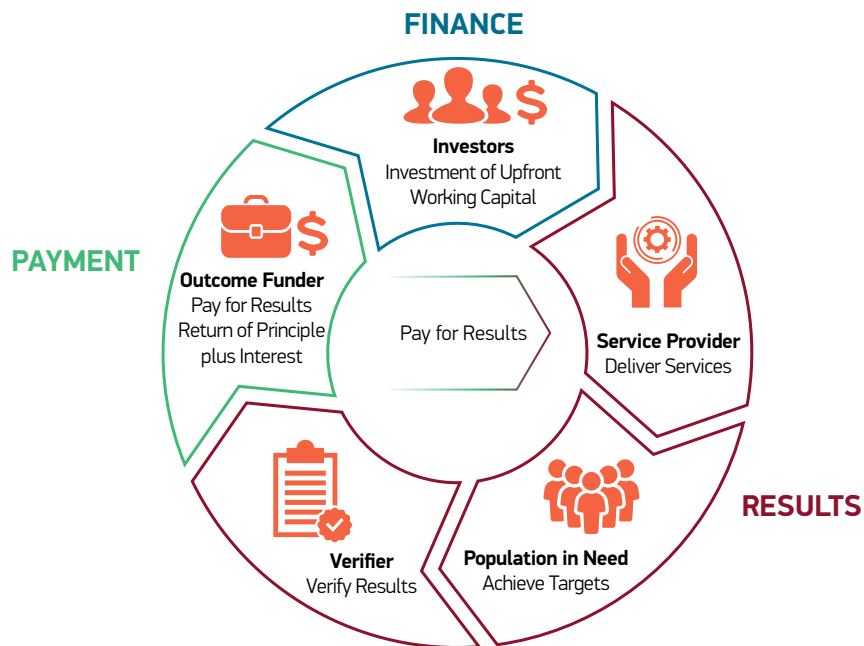 FINANCE
Investors
Investment of Upfront
Working Capital
PAYMENT
Outcome Funder
Pay for Results
Return of Principle
plus Interest
Pay for Results
Service Provider
Deliver Services
RESULTS
Verifier
Verify Results
Population in Need
Achieve Targets